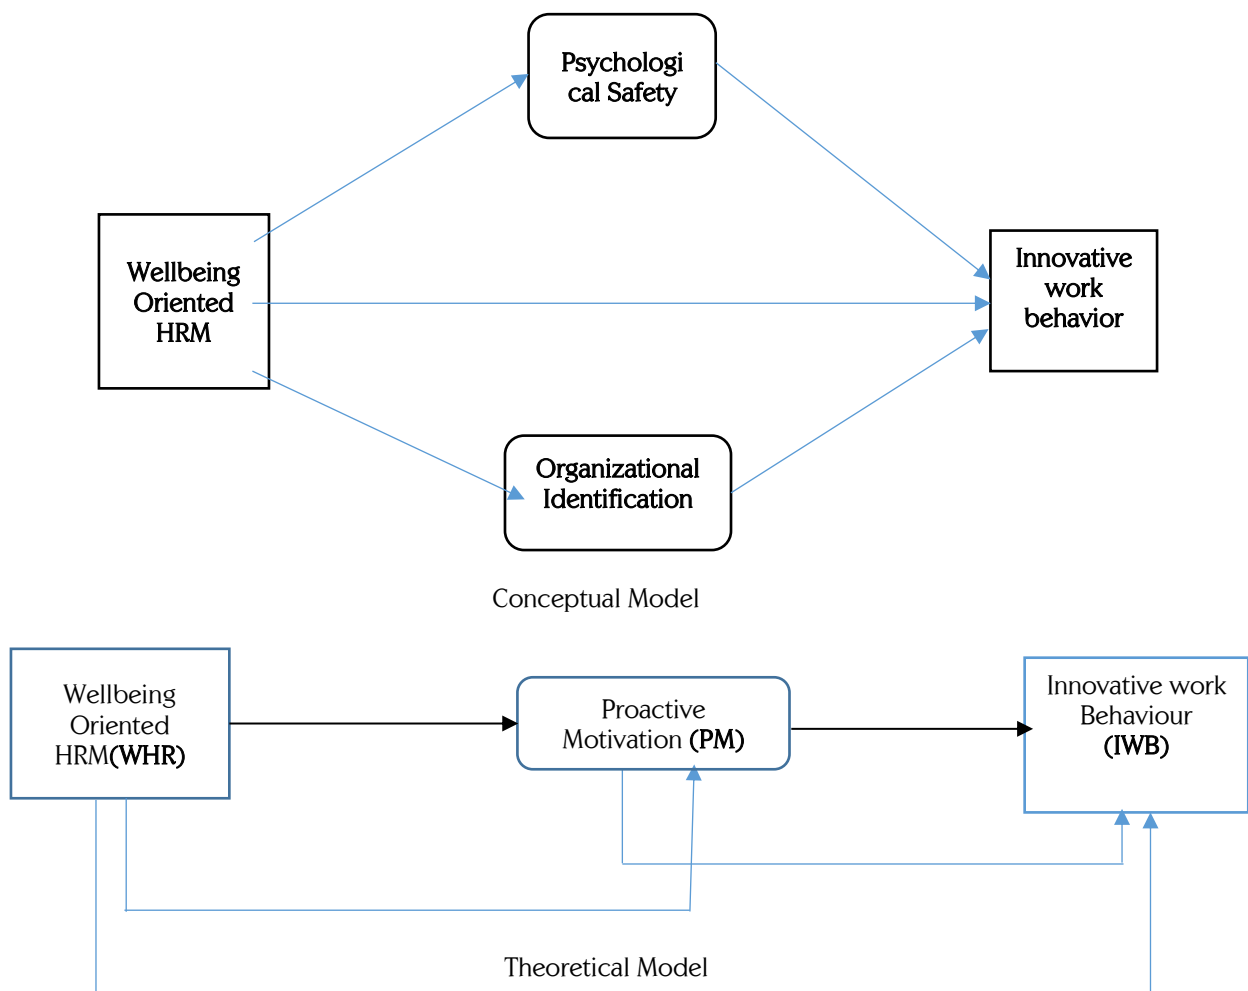 Psychologi
cal Safety
Wellbeing
Oriented
HRM
Innovative
work
behavior
Organizational
Identification
Conceptual Model
Wellbeing
Oriented
HRM(WHR)
Proactive
Motivation (PM)
Innovative work
Behaviour
(IWB)
Theoretical Model